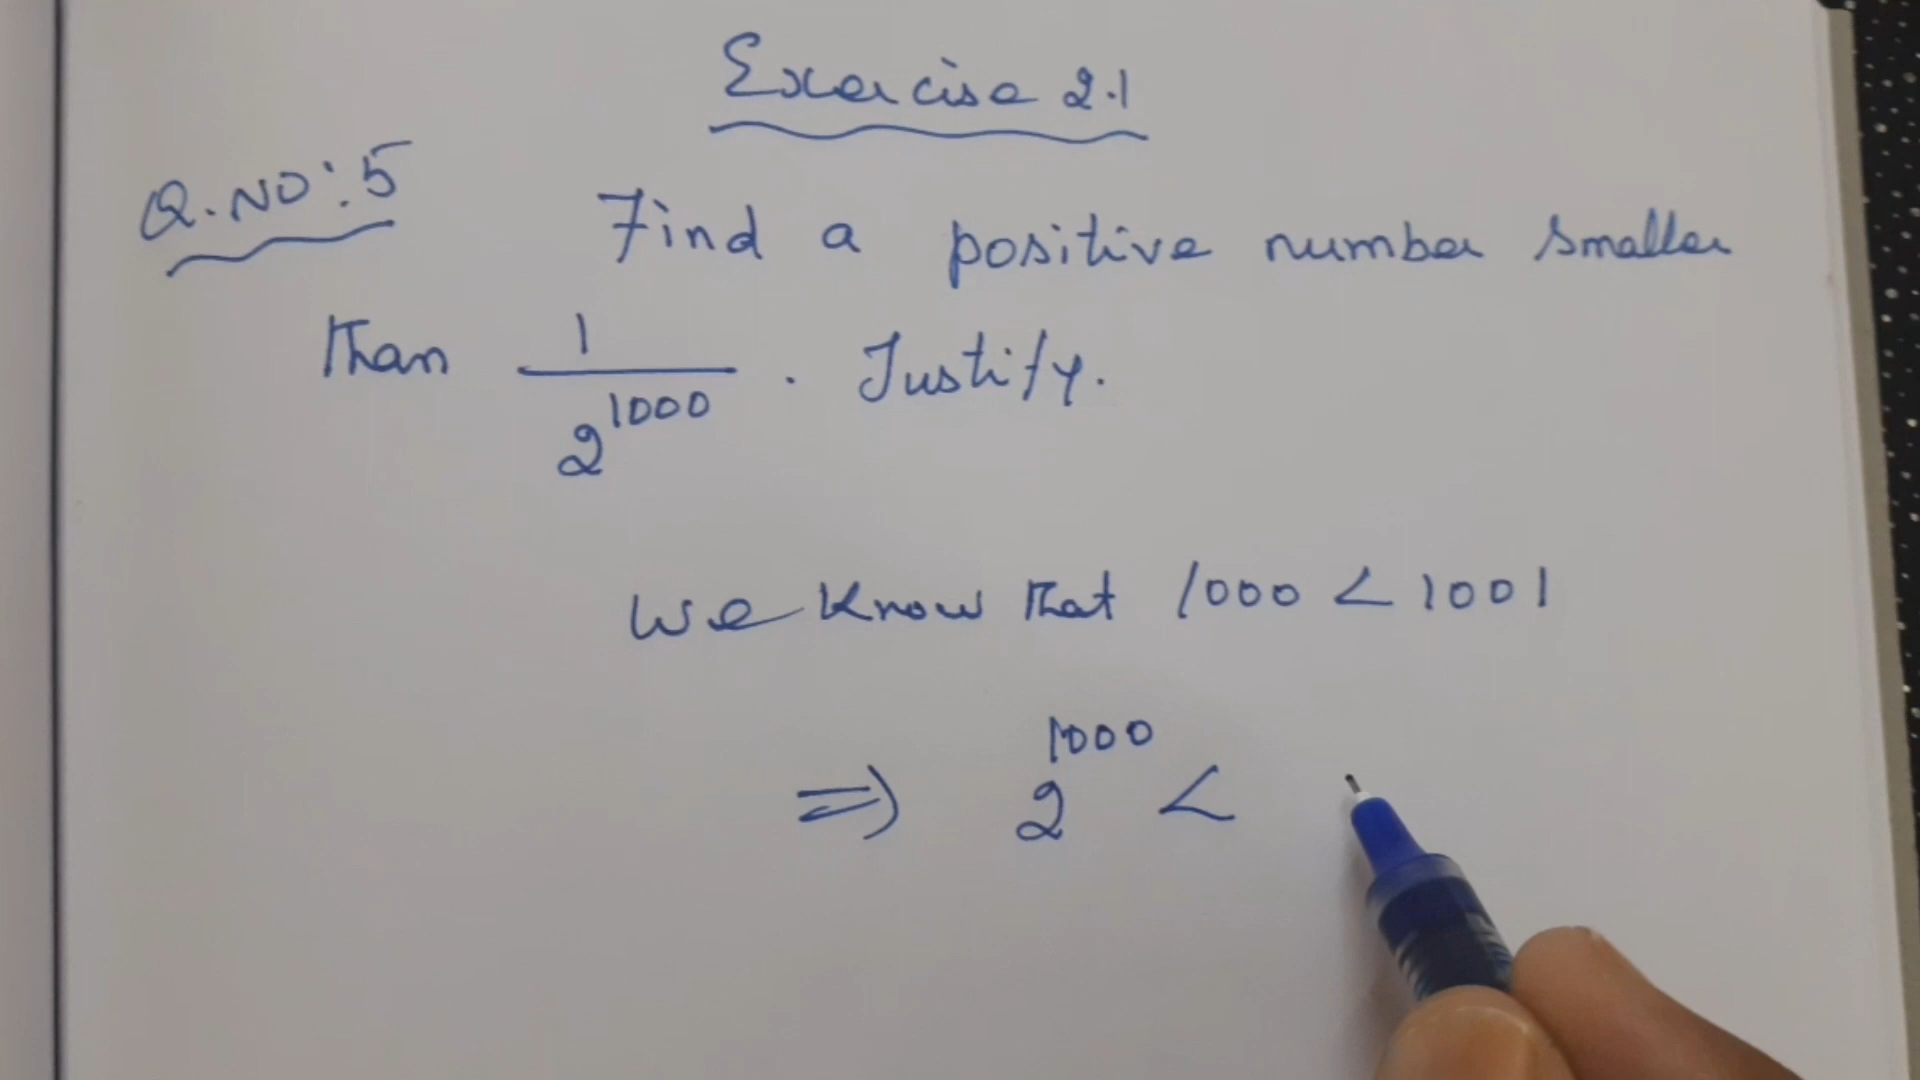 Exercise 2.1
Q.NO:5
Find a positive number smaller
than 1/2^1000. Justify.
We know that 1000 < 1001
⇒ 2^1000 <